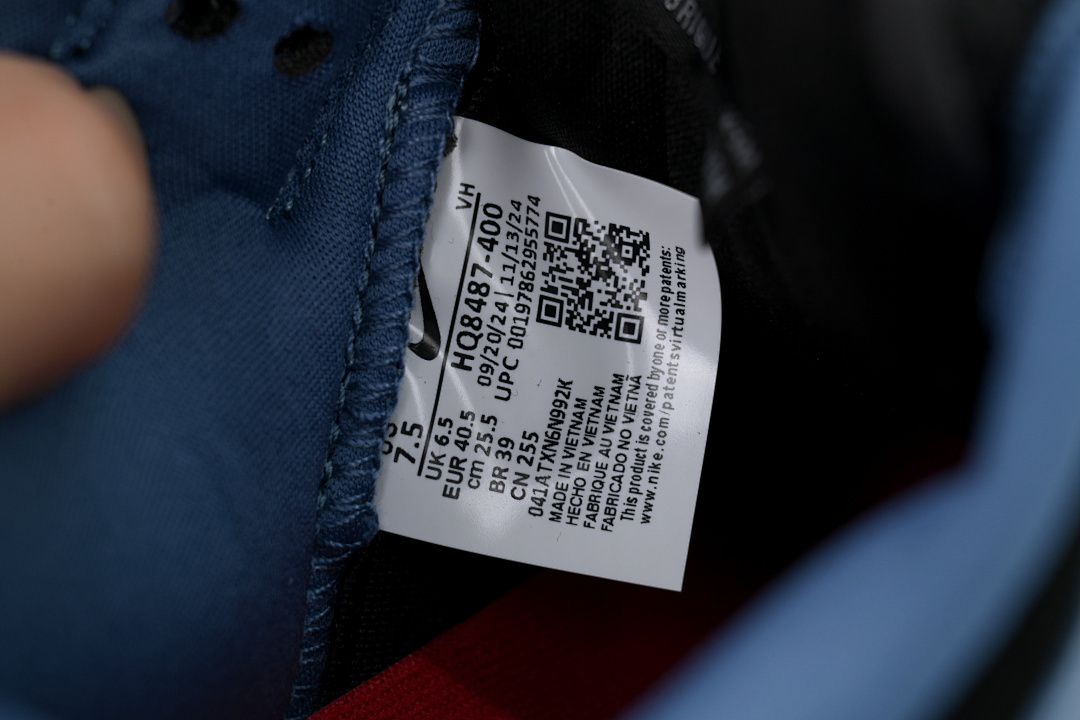 VH
HQ8487-400
09/20/24 | 11/13/24
UPC 00197862955774
US
7.5
UK 6.5
EUR 40.5
cm 25.5
BR 39
CN 255
041ATXN6N992K
MADE IN VIETNAM
HECHO EN VIETNAM
FABRIQUE AU VIETNAM
FABRICADO NO VIETNÃ
This product is covered by one or more patents:
www.nike.com/patentsvirtualmarking